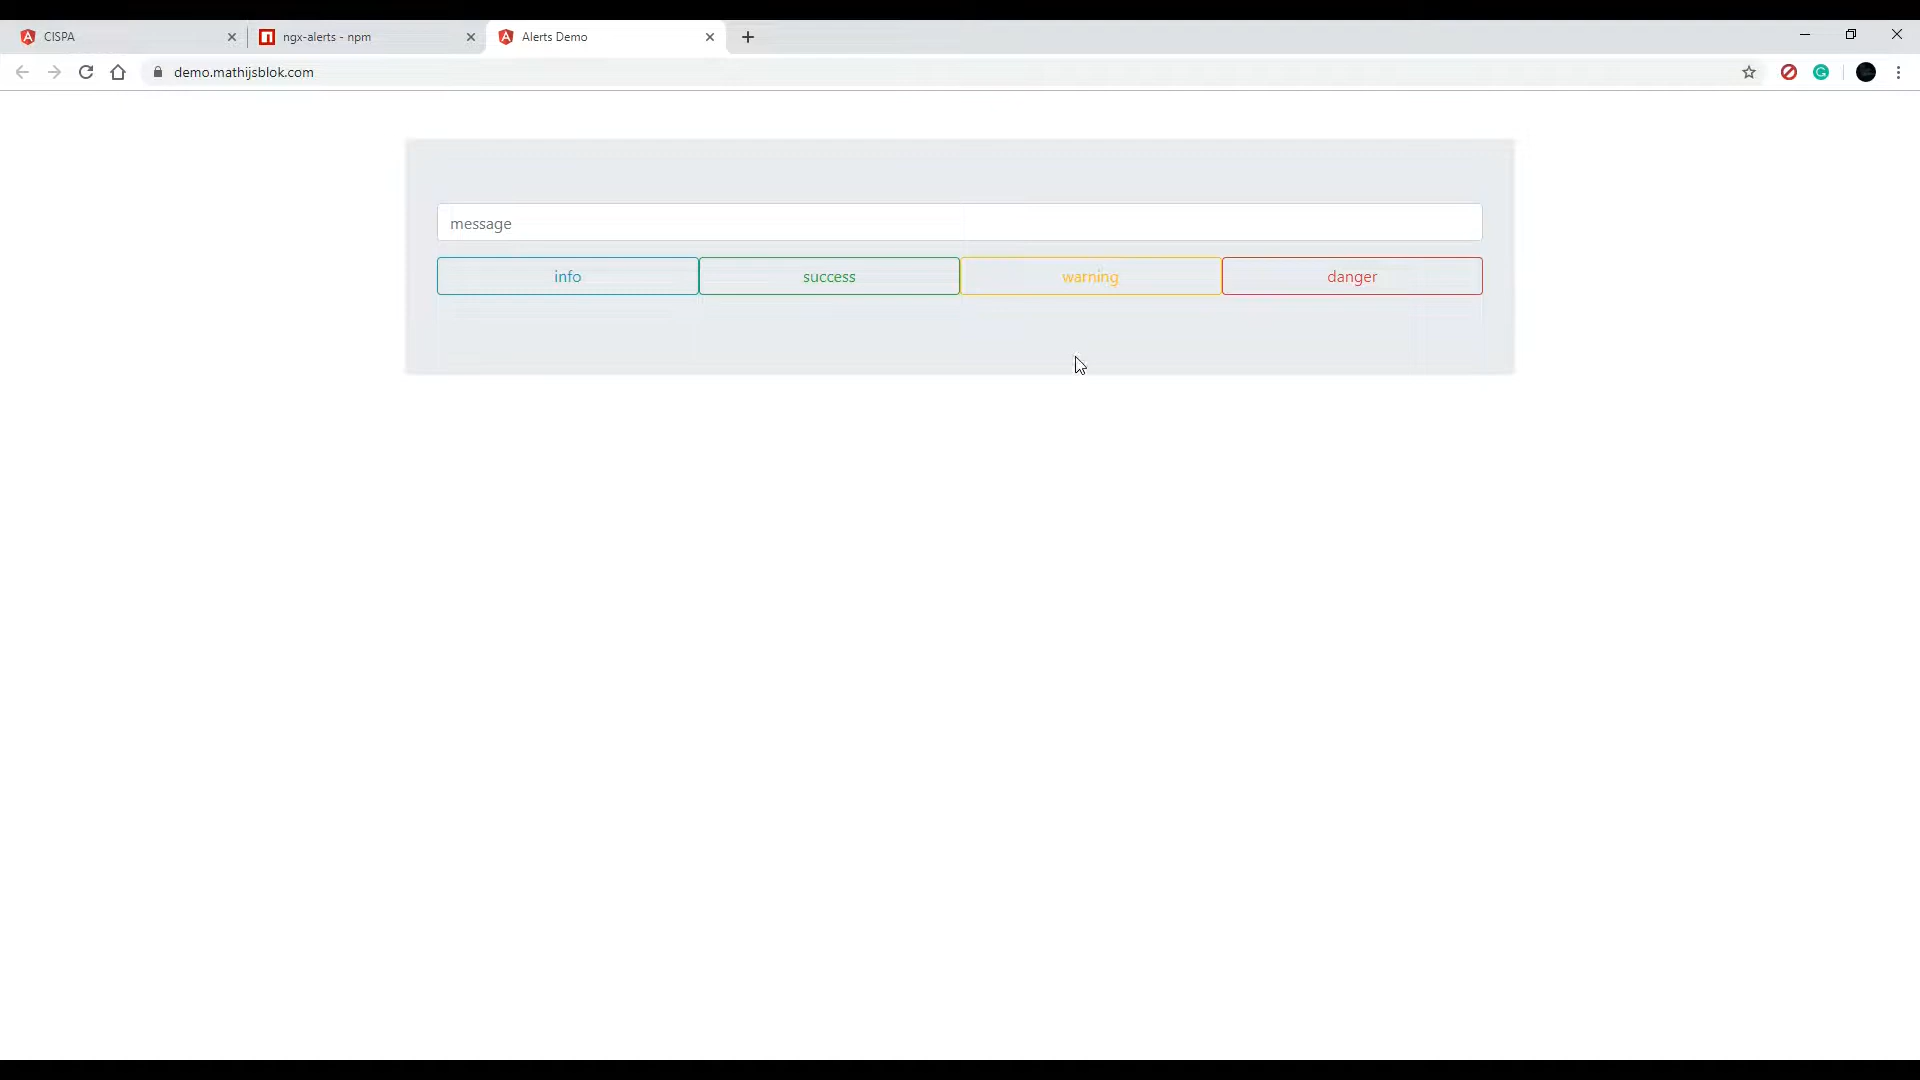 CISPA
ngx-alerts - npm
Alerts Demo
demo.mathijsblok.com
message
info
success
warning
danger